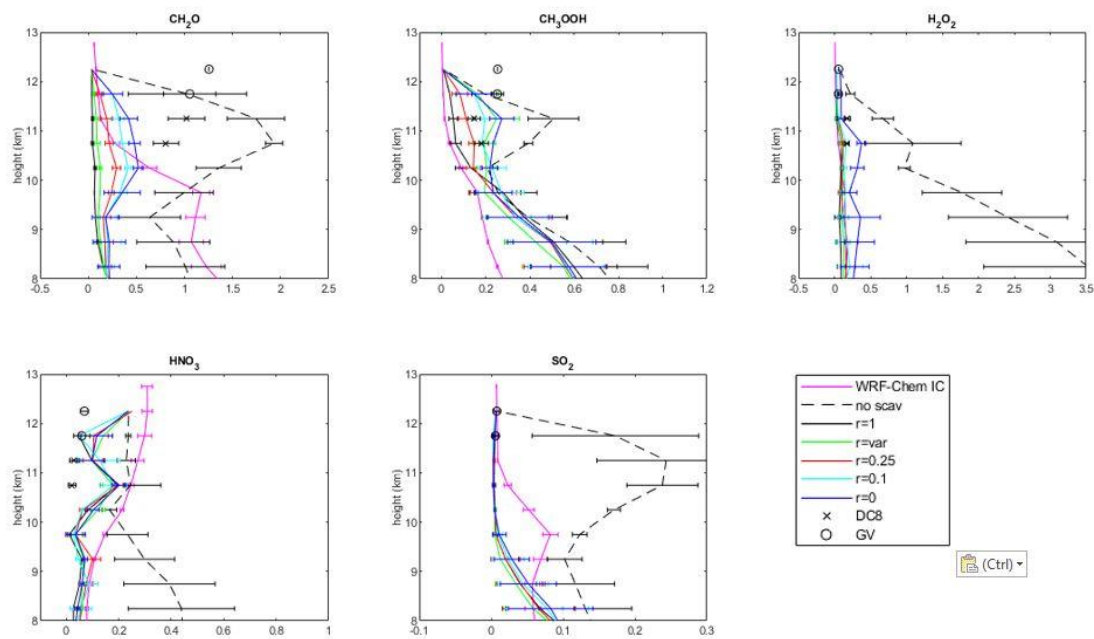 CH2O
13
12
11
10
9
8
height (km)
-0.5 0 0.5 1 1.5 2 2.5
CH3OOH
13
12
11
10
9
8
height (km)
0 0.2 0.4 0.6 0.8 1 1.2
H2O2
13
12
11
10
9
8
height (km)
-0.5 0 0.5 1 1.5 2 2.5 3 3.5
HNO3
13
12
11
10
9
8
height (km)
0 0.2 0.4 0.6 0.8 1
SO2
13
12
11
10
9
8
height (km)
-0.1 0 0.1 0.2 0.3
WRF-Chem IC
no scav
r=1
r=var
r=0.25
r=0.1
r=0
DC8
GV
(Ctrl)